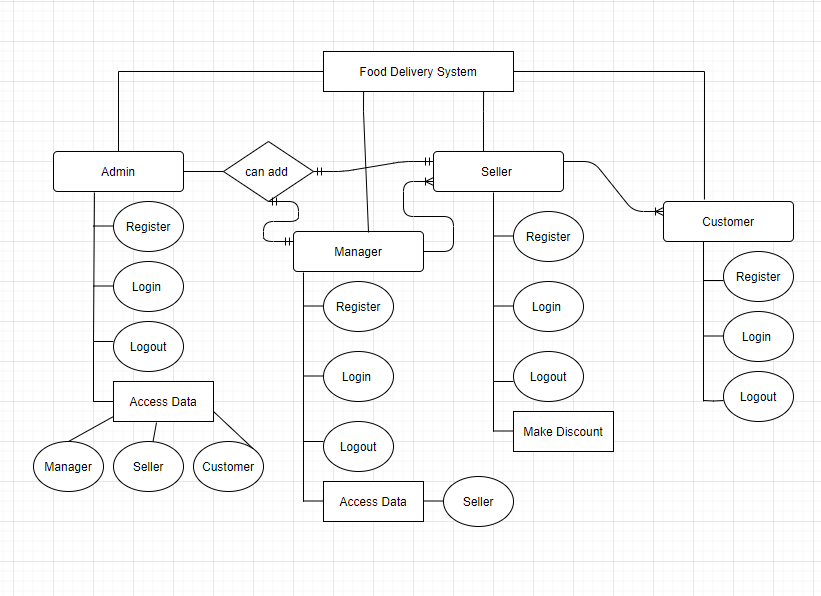 Food Delivery System
Admin
can add
Seller
Manager
Customer
Register
Login
Logout
Access Data
Manager
Seller
Customer
Register
Login
Logout
Access Data
Seller
Register
Login
Logout
Make Discount
Register
Login
Logout